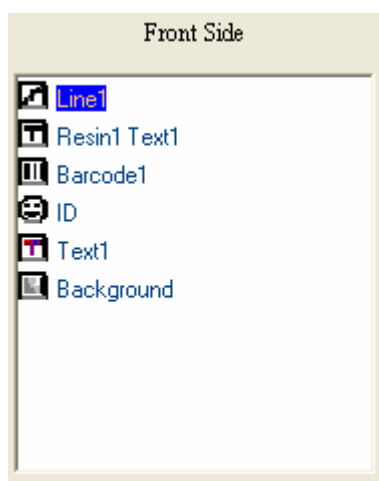 Front Side
Line1
Resin1 Text1
Barcode1
ID
Text1
Background